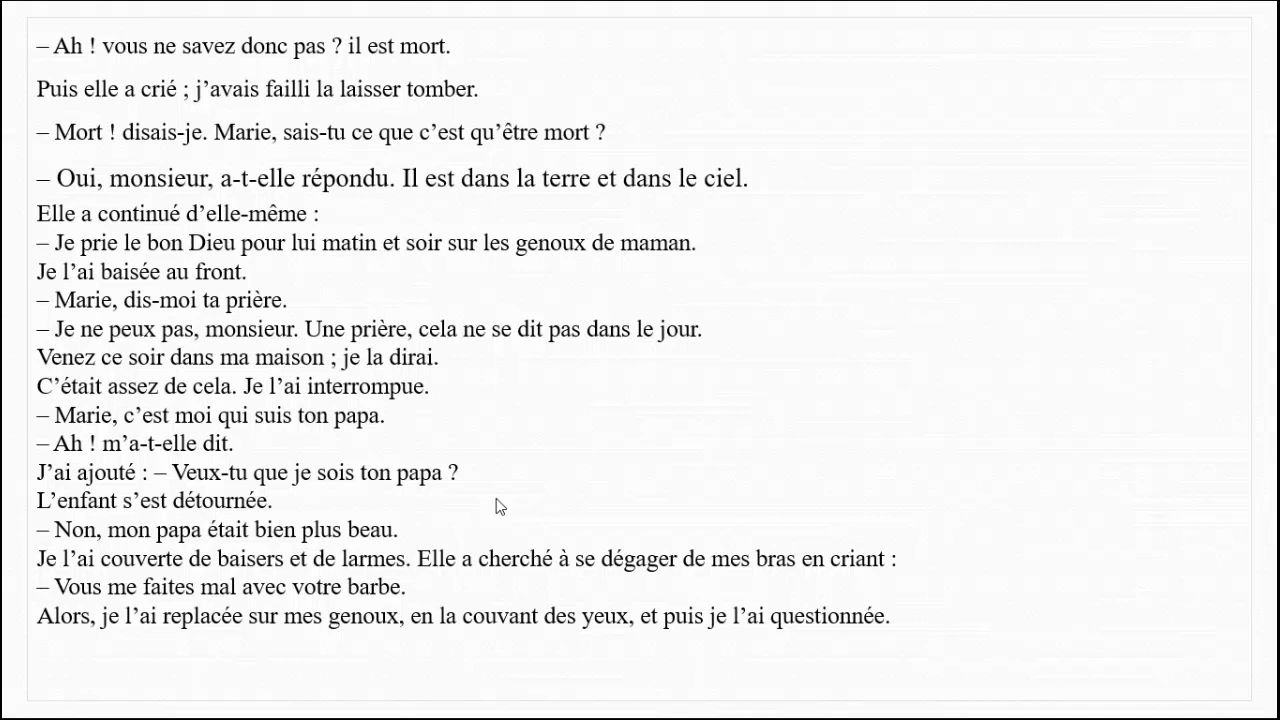 – Ah ! vous ne savez donc pas ? il est mort.
Puis elle a crié ; j’avais failli la laisser tomber.
– Mort ! disais-je. Marie, sais-tu ce que c’est qu’être mort ?
– Oui, monsieur, a-t-elle répondu. Il est dans la terre et dans le ciel.
Elle a continué d’elle-même :
– Je prie le bon Dieu pour lui matin et soir sur les genoux de maman.
Je l’ai baisée au front.
– Marie, dis-moi ta prière.
– Je ne peux pas, monsieur. Une prière, cela ne se dit pas dans le jour.
Venez ce soir dans ma maison ; je la dirai.
C’était assez de cela. Je l’ai interrompue.
– Marie, c’est moi qui suis ton papa.
– Ah ! m’a-t-elle dit.
J’ai ajouté : – Veux-tu que je sois ton papa ?
L’enfant s’est détournée.
– Non, mon papa était bien plus beau.
Je l’ai couverte de baisers et de larmes. Elle a cherché à se dégager de mes bras en criant :
– Vous me faites mal avec votre barbe.
Alors, je l’ai replacée sur mes genoux, en la couvant des yeux, et puis je l’ai questionnée.